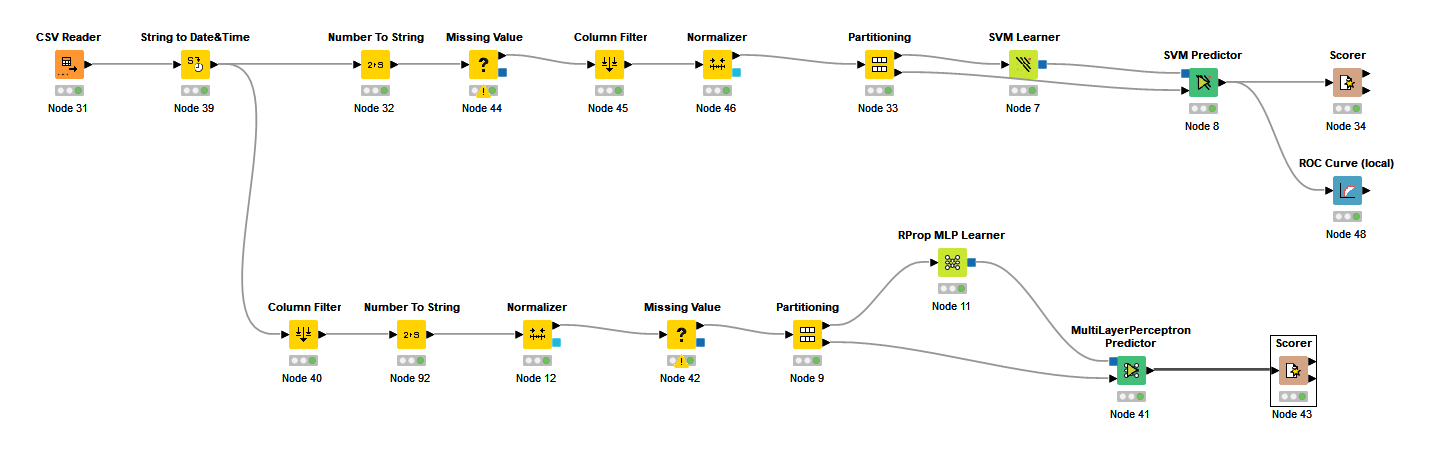 CSV Reader
Node 31
String to Date&Time
Node 39
Number To String
Node 32
Missing Value
Node 44
Column Filter
Node 45
Normalizer
Node 46
Partitioning
Node 33
SVM Learner
Node 7
SVM Predictor
Node 8
Scorer
Node 34
ROC Curve (local)
Node 48
RProp MLP Learner
Node 11
Column Filter
Node 40
Number To String
Node 92
Normalizer
Node 12
Missing Value
Node 42
Partitioning
Node 9
MultiLayerPerceptron
Predictor
Node 41
Scorer
Node 43